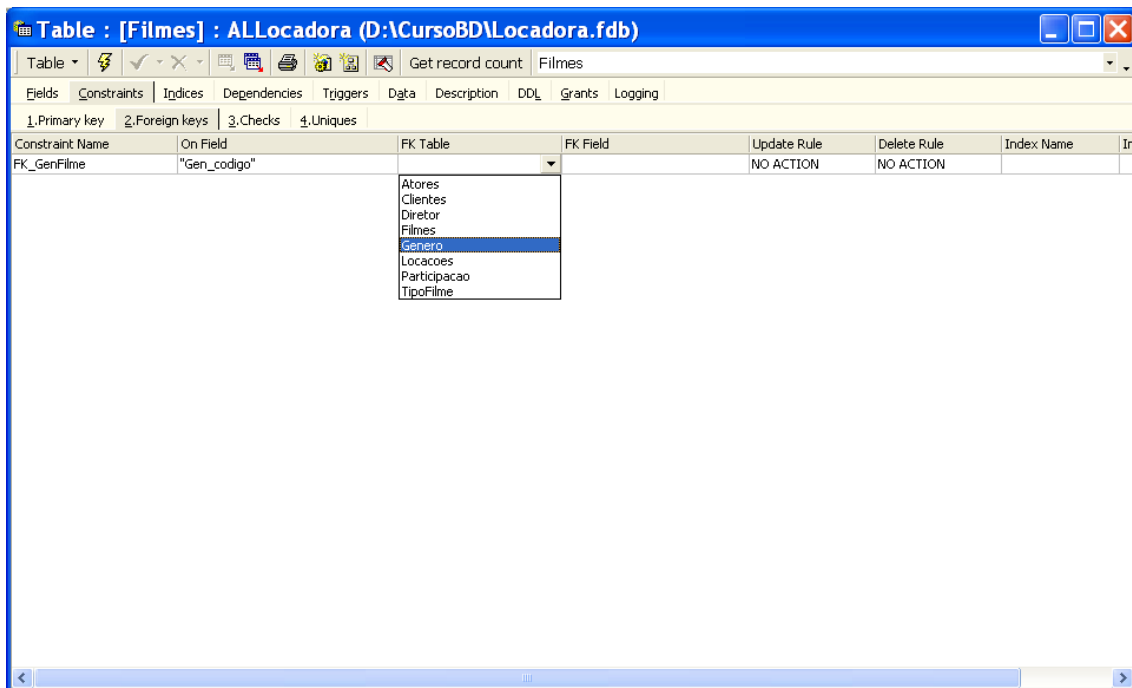 Table : [Filmes] : ALLocadora (D:\CursoBD\Locadora.fdb)
Table Get record count Filmes
Fields Constraints Indices Dependencies Triggers Data Description DDL Grants Logging
1.Primary key 2.Foreign keys 3.Checks 4.Uniques
Constraint Name On Field FK Table FK Field Update Rule Delete Rule Index Name
FK_GenFilme "Gen_codigo" NO ACTION NO ACTION
Atores
Clientes
Diretor
Filmes
Genero
Locacoes
Participacao
TipoFilme